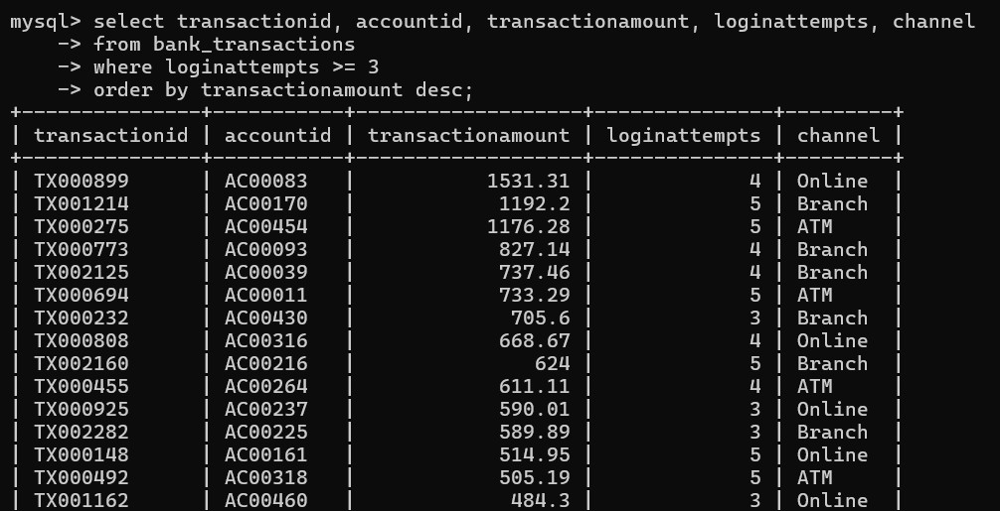 mysql> select transactionid, accountid, transactionamount, loginattempts, channel
    -> from bank_transactions
    -> where loginattempts >= 3
    -> order by transactionamount desc;
+---------------+-----------+-------------------+---------------+---------+
| transactionid | accountid | transactionamount | loginattempts | channel |
+---------------+-----------+-------------------+---------------+---------+
| TX000899      | AC00083   |           1531.31 |             4 | Online  |
| TX001214      | AC00170   |            1192.2 |             5 | Branch  |
| TX000275      | AC00454   |           1176.28 |             5 | ATM     |
| TX000773      | AC00093   |            827.14 |             4 | Branch  |
| TX002125      | AC00039   |            737.46 |             4 | Branch  |
| TX000694      | AC00011   |            733.29 |             5 | ATM     |
| TX000232      | AC00430   |             705.6 |             3 | Branch  |
| TX000808      | AC00316   |            668.67 |             4 | Online  |
| TX002160      | AC00216   |               624 |             5 | Branch  |
| TX000455      | AC00264   |            611.11 |             4 | ATM     |
| TX000925      | AC00237   |            590.01 |             3 | Online  |
| TX002282      | AC00225   |            589.89 |             3 | Branch  |
| TX000148      | AC00161   |            514.95 |             5 | Online  |
| TX000492      | AC00318   |            505.19 |             5 | ATM     |
| TX001162      | AC00460   |             484.3 |             3 | Online  |